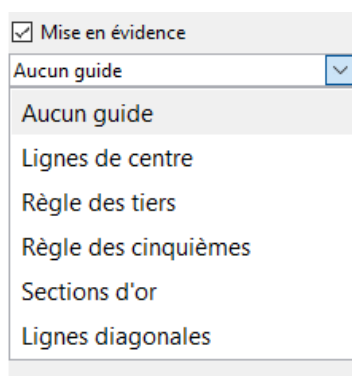 Mise en évidence
Aucun guide
Aucun guide
Lignes de centre
Règle des tiers
Règle des cinquièmes
Sections d'or
Lignes diagonales